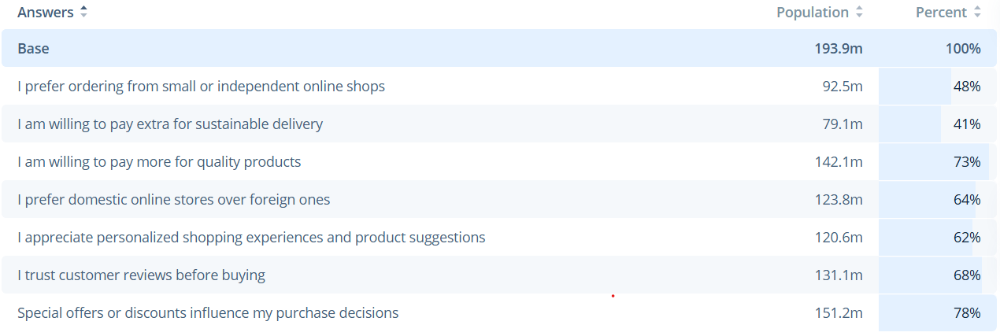 Answers Population Percent
Base 193.9m 100%
I prefer ordering from small or independent online shops 92.5m 48%
I am willing to pay extra for sustainable delivery 79.1m 41%
I am willing to pay more for quality products 142.1m 73%
I prefer domestic online stores over foreign ones 123.8m 64%
I appreciate personalized shopping experiences and product suggestions 120.6m 62%
I trust customer reviews before buying 131.1m 68%
Special offers or discounts influence my purchase decisions 151.2m 78%